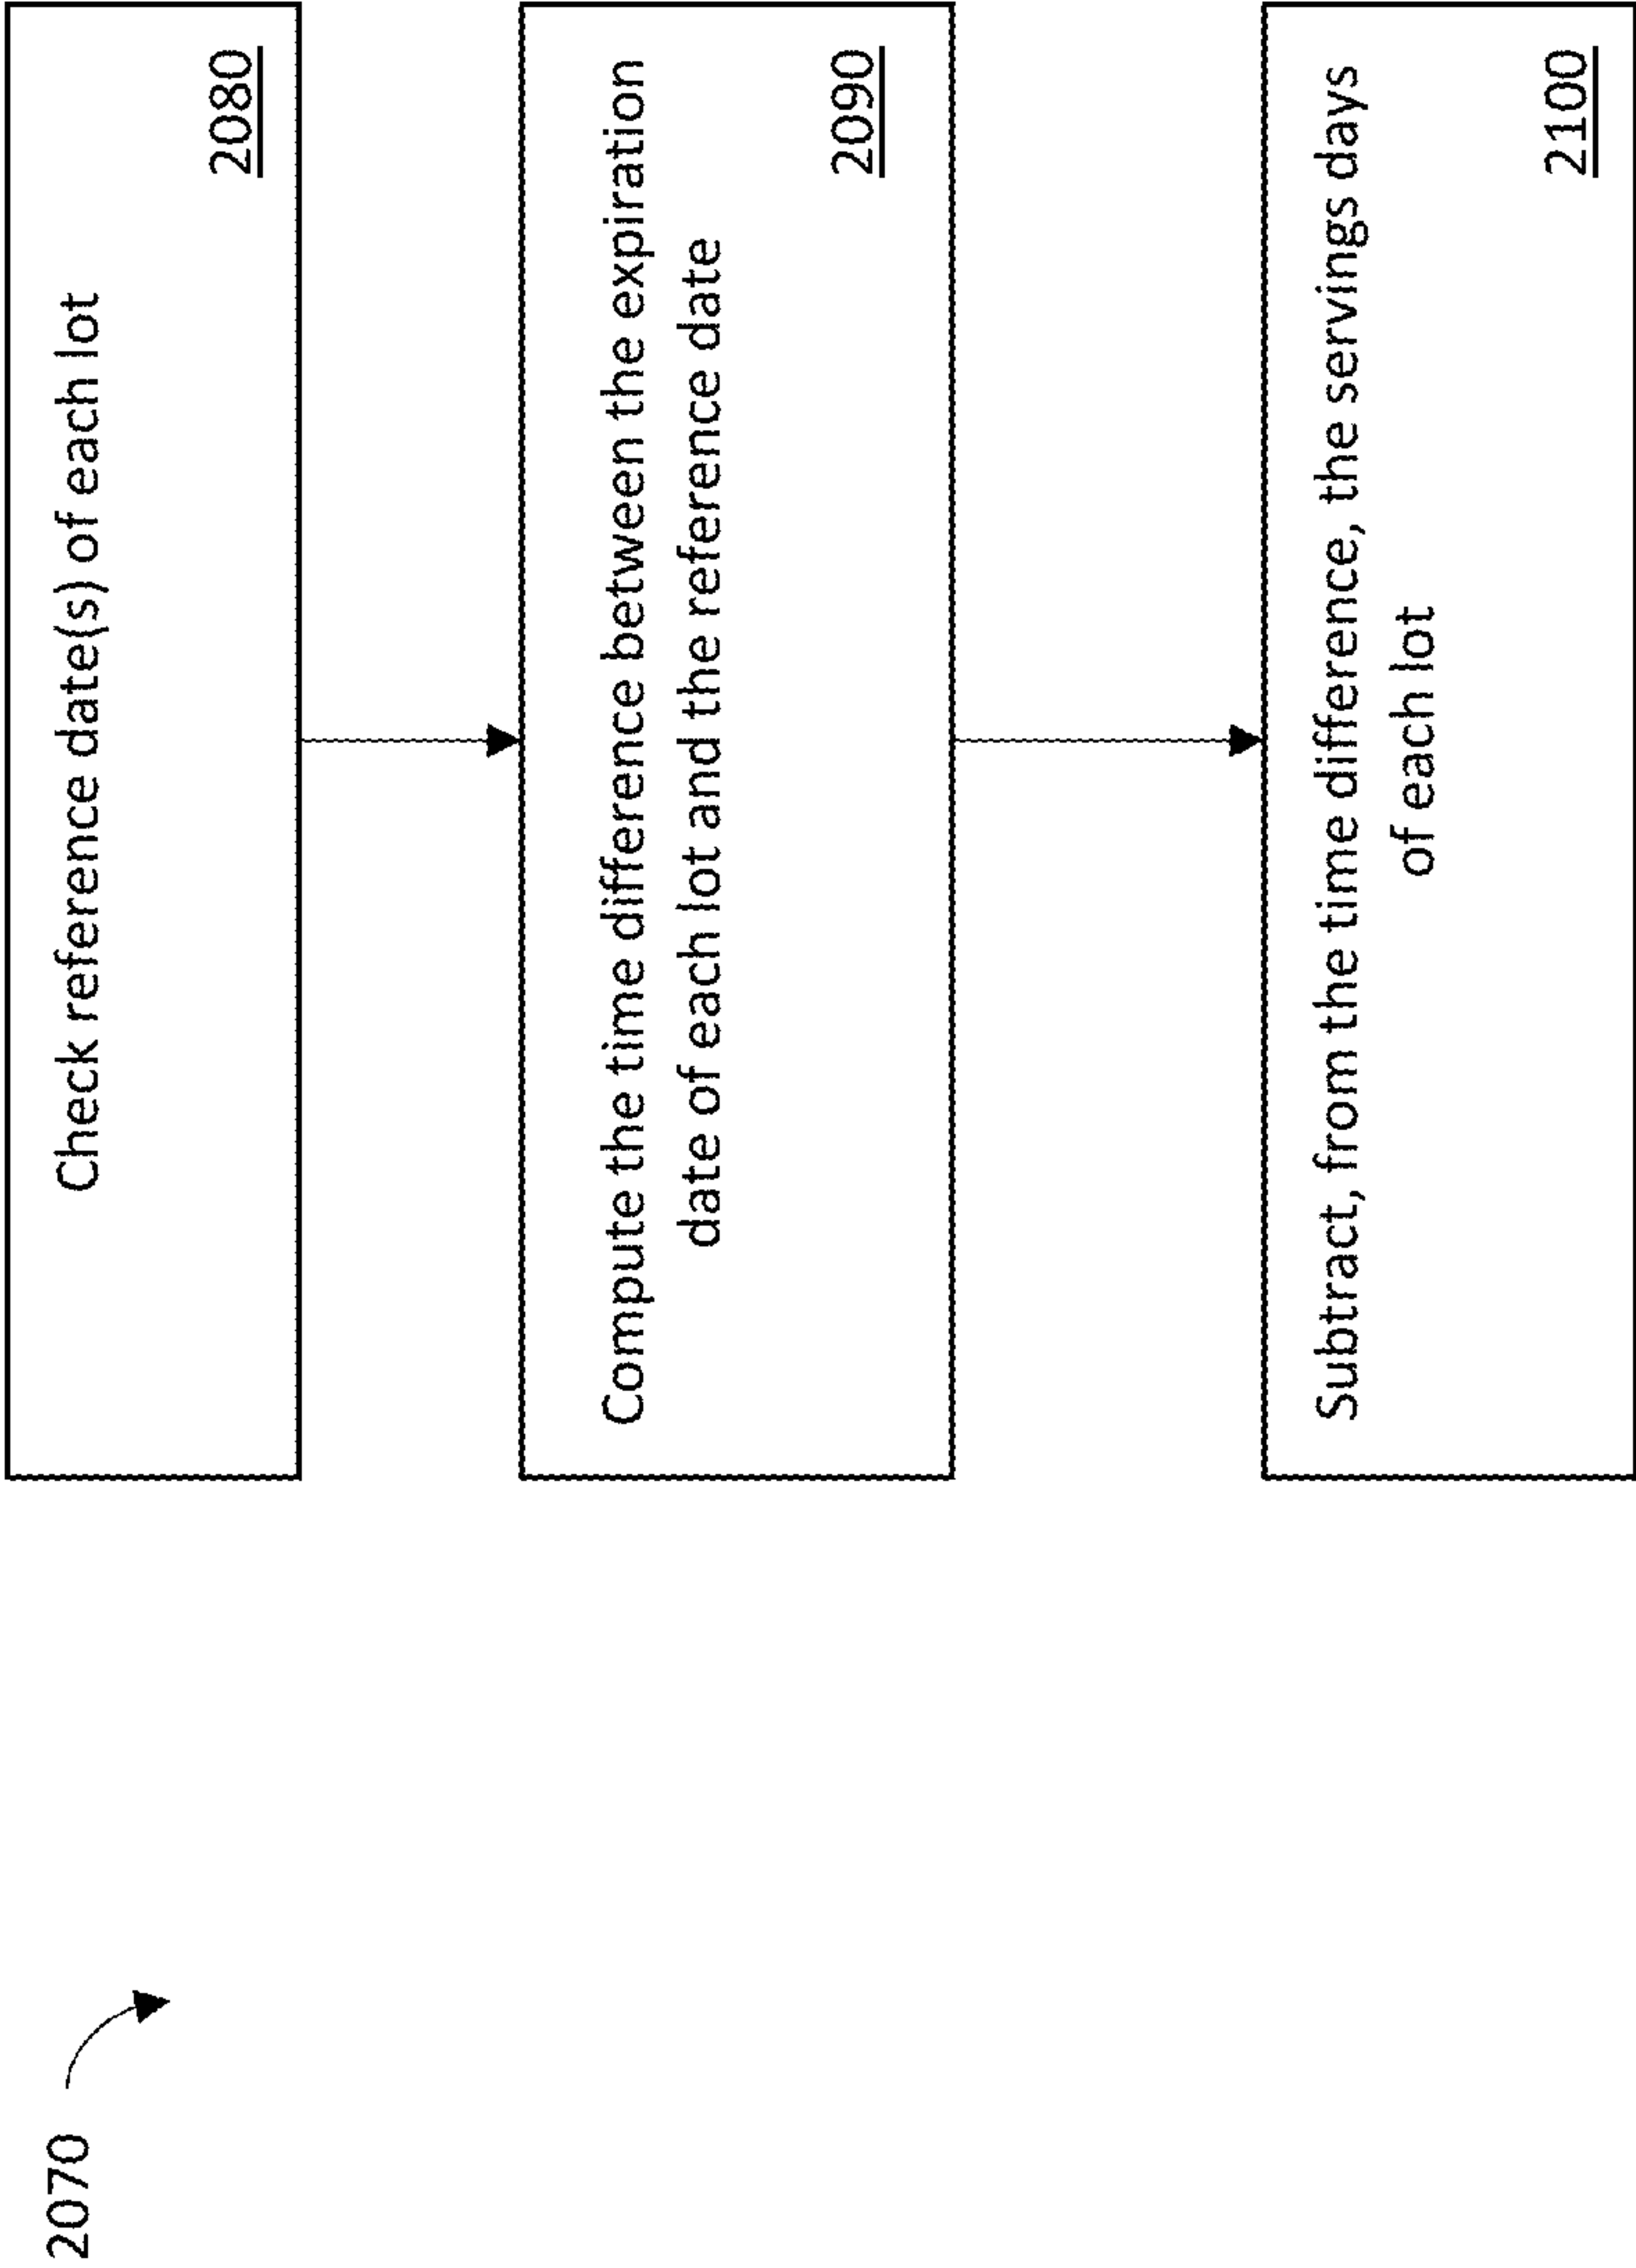 2070
Check reference date(s) of each lot
2080
Compute the time difference between the expiration
date of each lot and the reference date
2090
Subtract, from the time difference, the servings days
of each lot
2100